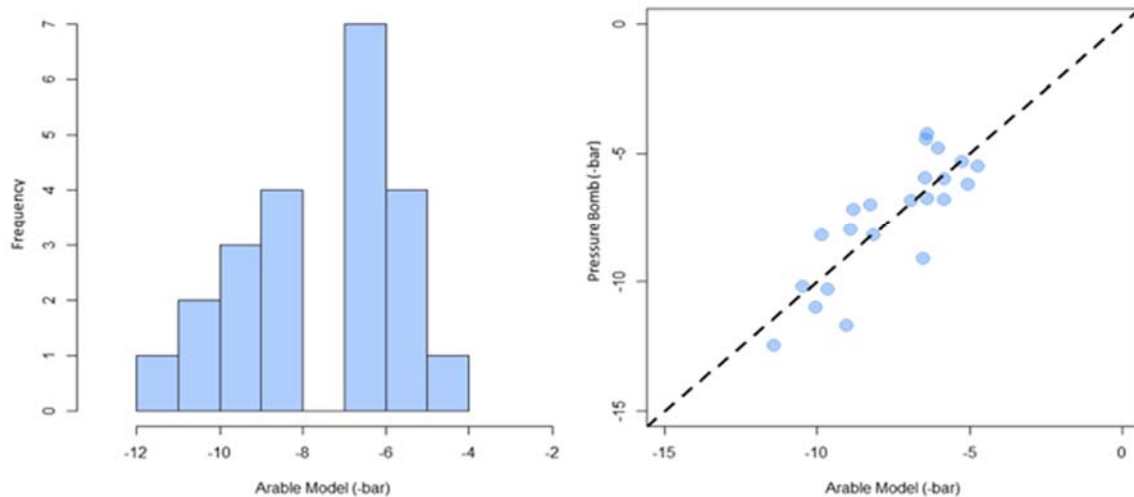 7
6
5
4
3
2
1
0
Frequency
-12 -10 -8 -6 -4 -2
Arable Model (-bar)
0
-5
-10
-15
Pressure Bomb (-bar)
-15 -10 -5 0
Arable Model (-bar)